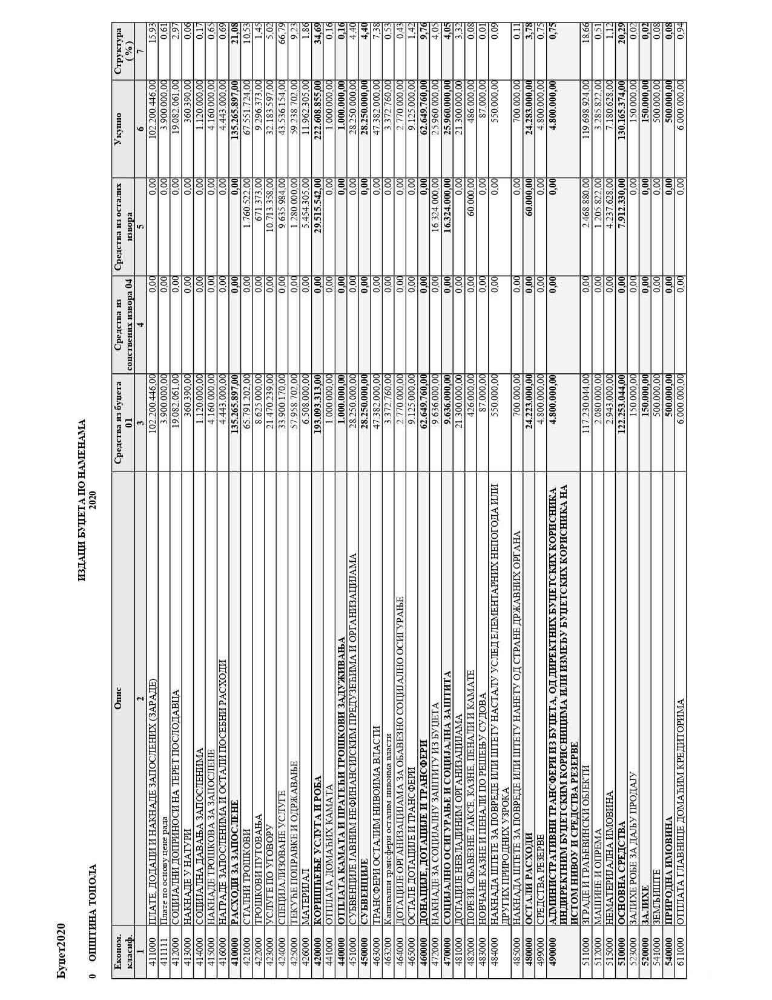 Буџет2020
ИЗДАЦИ БУЏЕТА ПО НАМЕНАМА
0 ОПШТИНА ТОПОЛА 2020
Економ. класиф. Опис Средства из буџета 01 Средства из сопствених извора 04 Средства из осталих извора Укупно Структура ( %)
1 2 3 4 5 6 7
411000 ПЛАТЕ, ДОДАЦИ И НАКНАДЕ ЗАПОСЛЕНИХ (ЗАРАДЕ) 102.200.446,00 0,00 0,00 102.200.446,00 15,93
411111 Плате по основу цене рада 3.900.000,00 0,00 0,00 3.900.000,00 0,61
412000 СОЦИЈАЛНИ ДОПРИНОСИ НА ТЕРЕТ ПОСЛОДАВЦА 19.082.061,00 0,00 0,00 19.082.061,00 2,97
413000 НАКНАДЕ У НАТУРИ 360.390,00 0,00 0,00 360.390,00 0,06
414000 СОЦИЈАЛНА ДАВАЊА ЗАПОСЛЕНИМА 1.120.000,00 0,00 0,00 1.120.000,00 0,17
415000 НАКНАДЕ ТРОШКОВА ЗА ЗАПОСЛЕНЕ 4.160.000,00 0,00 0,00 4.160.000,00 0,65
416000 НАГРАДЕ ЗАПОСЛЕНИМА И ОСТАЛИ ПОСЕБНИ РАСХОДИ 4.443.000,00 0,00 0,00 4.443.000,00 0,69
410000 РАСХОДИ ЗА ЗАПОСЛЕНЕ 135.265.897,00 0,00 0,00 135.265.897,00 21,08
421000 СТАЛНИ ТРОШКОВИ 65.791.202,00 0,00 1.760.522,00 67.551.724,00 10,53
422000 ТРОШКОВИ ПУТОВАЊА 8.625.000,00 0,00 671.373,00 9.296.373,00 1,45
423000 УСЛУГЕ ПО УГОВОРУ 21.470.239,00 0,00 10.713.358,00 32.183.597,00 5,02
424000 СПЕЦИЈАЛИЗОВАНЕ УСЛУГЕ 33.900.170,00 0,00 9.635.984,00 43.536.154,00 66,79
425000 ТЕКУЋЕ ПОПРАВКЕ И ОДРЖАВАЊЕ 57.958.702,00 0,00 1.280.000,00 59.238.702,00 9,23
426000 МАТЕРИЈАЛ 6.508.000,00 0,00 5.454.305,00 11.962.305,00 1,86
420000 КОРИШЋЕЊЕ УСЛУГА И РОБА 193.093.313,00 0,00 29.515.542,00 222.608.855,00 34,69
441000 ОТПЛАТА ДОМАЋИХ КАМАТА 1.000.000,00 0,00 0,00 1.000.000,00 0,16
440000 ОТПЛАТА КАМАТА И ПРАТЕЋИ ТРОШКОВИ ЗАДУЖИВАЊА 1.000.000,00 0,00 0,00 1.000.000,00 0,16
451000 СУБВЕНЦИЈЕ ЈАВНИМ НЕФИНАНСИЈСКИМ ПРЕДУЗЕЋИМА И ОРГАНИЗАЦИЈАМА 28.250.000,00 0,00 0,00 28.250.000,00 4,40
450000 СУБВЕНЦИЈЕ 28.250.000,00 0,00 0,00 28.250.000,00 4,40
463000 ТРАНСФЕРИ ОСТАЛИМ НИВОИМА ВЛАСТИ 47.382.000,00 0,00 0,00 47.382.000,00 7,38
463200 Капитални трансфери осталим нивоима власти 3.372.760,00 0,00 0,00 3.372.760,00 0,53
464000 ДОТАЦИЈЕ ОРГАНИЗАЦИЈАМА ЗА ОБАВЕЗНО СОЦИЈАЛНО ОСИГУРАЊЕ 2.770.000,00 0,00 0,00 2.770.000,00 0,43
465000 ОСТАЛЕ ДОТАЦИЈЕ И ТРАНСФЕРИ 9.125.000,00 0,00 0,00 9.125.000,00 1,42
460000 ДОНАЦИЈЕ, ДОТАЦИЈЕ И ТРАНСФЕРИ 62.649.760,00 0,00 0,00 62.649.760,00 9,76
472000 НАКНАДЕ ЗА СОЦИЈАЛНУ ЗАШТИТУ ИЗ БУЏЕТА 9.636.000,00 0,00 16.324.000,00 25.960.000,00 4,05
470000 СОЦИЈАЛНО ОСИГУРАЊЕ И СОЦИЈАЛНА ЗАШТИТА 9.636.000,00 0,00 16.324.000,00 25.960.000,00 4,05
481000 ДОТАЦИЈЕ НЕВЛАДИНИМ ОРГАНИЗАЦИЈАМА 21.300.000,00 0,00 0,00 21.300.000,00 3,32
482000 ПОРЕЗИ, ОБАВЕЗНЕ ТАКСЕ, КАЗНЕ, ПЕНАЛИ И КАМАТЕ 426.000,00 0,00 60.000,00 486.000,00 0,08
483000 НОВЧАНЕ КАЗНЕ И ПЕНАЛИ ПО РЕШЕЊУ СУДОВА 87.000,00 0,00 0,00 87.000,00 0,01
484000 НАКНАДА ШТЕТЕ ЗА ПОВРЕДЕ ИЛИ ШТЕТУ НАСТАЛУ УСЛЕД ЕЛЕМЕНТАРНИХ НЕПОГОДА ИЛИ 550.000,00 0,00 0,00 550.000,00 0,09
ДРУГИХ ПРИРОДНИХ УЗРОКА
485000 НАКНАДА ШТЕТЕ ЗА ПОВРЕДЕ ИЛИ ШТЕТУ НАНЕТУ ОД СТРАНЕ ДРЖАВНИХ ОРГАНА 700.000,00 0,00 0,00 700.000,00 0,11
480000 ОСТАЛИ РАСХОДИ 24.223.000,00 0,00 60.000,00 24.283.000,00 3,78
499000 СРЕДСТВА РЕЗЕРВЕ 4.800.000,00 0,00 0,00 4.800.000,00 0,75
490000 АДМИНИСТРАТИВНИ ТРАНСФЕРИ ИЗ БУЏЕТА, ОД ДИРЕКТНИХ БУЏЕТСКИХ КОРИСНИКА 4.800.000,00 0,00 0,00 4.800.000,00 0,75
ИНДИРЕКТНИМ БУЏЕТСКИМ КОРИСНИЦИМА ИЛИ ИЗМЕЂУ БУЏЕТСКИХ КОРИСНИКА НА
ИСТОМ НИВОУ И СРЕДСТВА РЕЗЕРВЕ
511000 ЗГРАДЕ И ГРАЂЕВИНСКИ ОБЈЕКТИ 117.230.044,00 0,00 2.468.880,00 119.698.924,00 18,66
512000 МАШИНЕ И ОПРЕМА 2.080.000,00 0,00 1.205.822,00 3.285.822,00 0,51
515000 НЕМАТЕРИЈАЛНА ИМОВИНА 2.943.000,00 0,00 4.237.628,00 7.180.628,00 1,12
510000 ОСНОВНА СРЕДСТВА 122.253.044,00 0,00 7.912.330,00 130.165.374,00 20,29
523000 ЗАЛИХЕ РОБЕ ЗА ДАЉУ ПРОДАЈУ 150.000,00 0,00 0,00 150.000,00 0,02
520000 ЗАЛИХЕ 150.000,00 0,00 0,00 150.000,00 0,02
541000 ЗЕМЉИШТЕ 500.000,00 0,00 0,00 500.000,00 0,08
540000 ПРИРОДНА ИМОВИНА 500.000,00 0,00 0,00 500.000,00 0,08
611000 ОТПЛАТА ГЛАВНИЦЕ ДОМАЋИМ КРЕДИТОРИМА 6.000.000,00 0,00 0,00 6.000.000,00 0,94